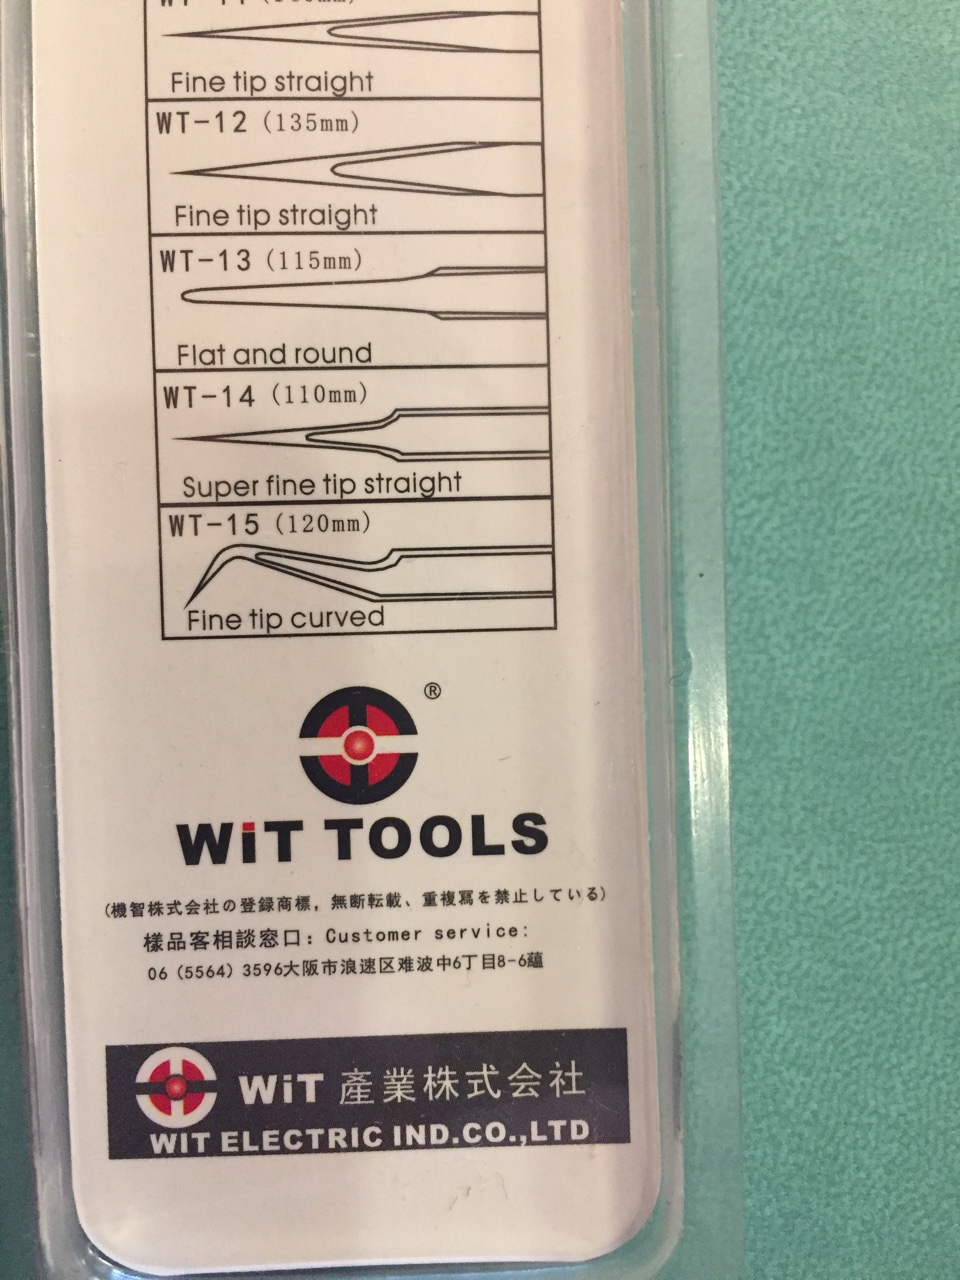 Fine tip straight
WT-12 (135mm)
Fine tip straight
WT-13 (115mm)
Flat and round
WT-14 (110mm)
Super fine tip straight
WT-15 (120mm)
Fine tip curved
®
WiT TOOLS
(機智株式会社の登録商標，無断転載、重複寫を禁止している)
樣品客相談窓口：Customer service:
06（5564）3596大阪市浪速区难波中6丁目8-6蘊
WiT 産業株式会社
WIT ELECTRIC IND.CO.,LTD